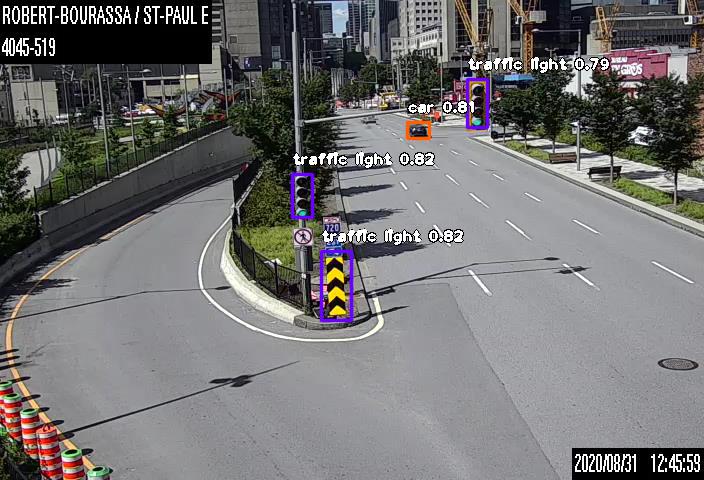 ROBERT-BOURASSA / ST-PAUL E
4045-519
traffic light 0.79
car 0.81
traffic light 0.82
traffic light 0.82
720
2020/08/31 12:45:59